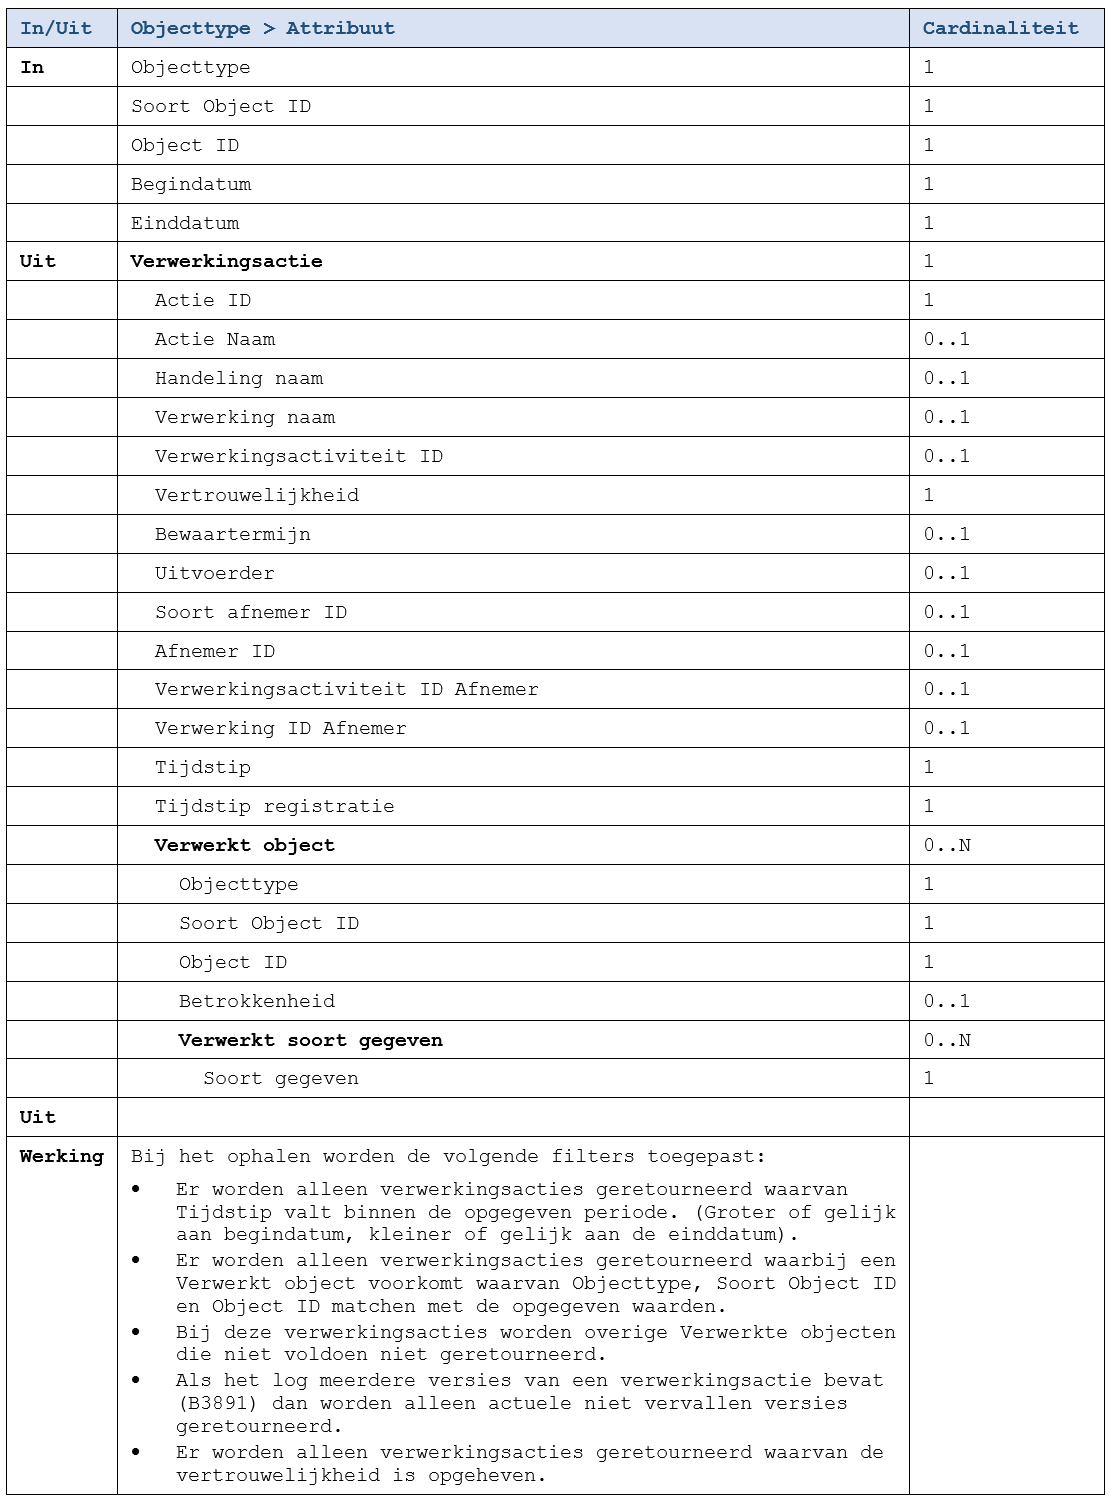 In/Uit Objecttype > Attribuut Cardinaliteit
In Objecttype 1
Soort Object ID 1
Object ID 1
Begindatum 1
Einddatum 1
Uit Verwerkingsactie 1
Actie ID 1
Actie Naam 0..1
Handeling naam 0..1
Verwerking naam 0..1
Verwerkingsactiviteit ID 0..1
Vertrouwelijkheid 1
Bewaartermijn 0..1
Uitvoerder 0..1
Soort afnemer ID 0..1
Afnemer ID 0..1
Verwerkingsactiviteit ID Afnemer 0..1
Verwerking ID Afnemer 0..1
Tijdstip 1
Tijdstip registratie 1
Verwerkt object 0..N
Objecttype 1
Soort Object ID 1
Object ID 1
Betrokkenheid 0..1
Verwerkt soort gegeven 0..N
Soort gegeven 1
Uit
Werking Bij het ophalen worden de volgende filters toegepast:
• Er worden alleen verwerkingsacties geretourneerd waarvan
Tijdstip valt binnen de opgegeven periode. (Groter of gelijk
aan begindatum, kleiner of gelijk aan de einddatum).
• Er worden alleen verwerkingsacties geretourneerd waarbij een
Verwerkt object voorkomt waarvan Objecttype, Soort Object ID
en Object ID matchen met de opgegeven waarden.
• Bij deze verwerkingsacties worden overige Verwerkte objecten
die niet voldoen niet geretourneerd.
• Als het log meerdere versies van een verwerkingsactie bevat
(B3891) dan worden alleen actuele niet vervallen versies
geretourneerd.
• Er worden alleen verwerkingsacties geretourneerd waarvan de
vertrouwelijkheid is opgeheven.